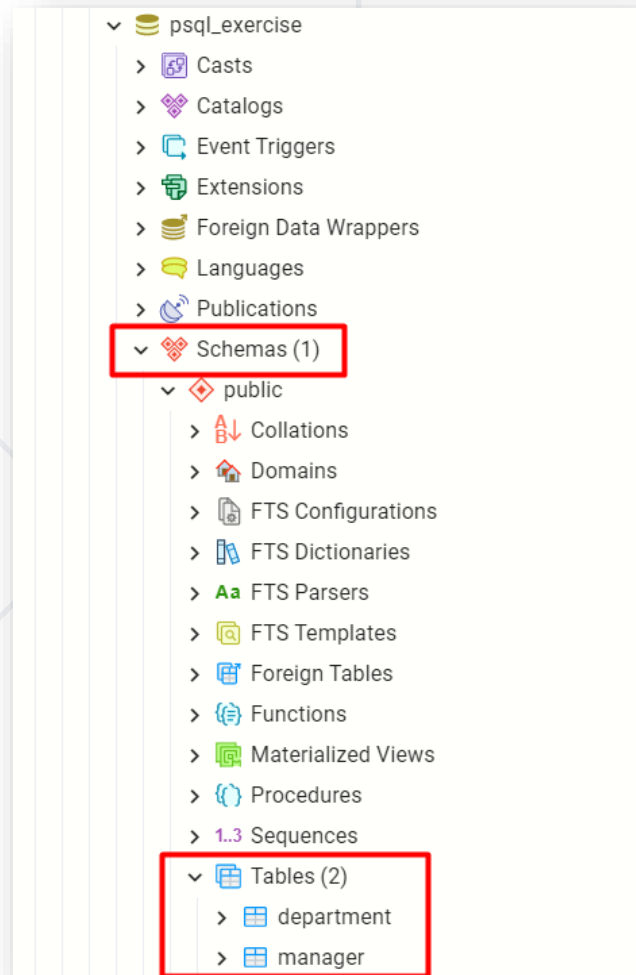 psql_exercise
Casts
Catalogs
Event Triggers
Extensions
Foreign Data Wrappers
Languages
Publications
Schemas (1)
public
Collations
Domains
FTS Configurations
FTS Dictionaries
Aa FTS Parsers
FTS Templates
Foreign Tables
Functions
Materialized Views
Procedures
1..3 Sequences
Tables (2)
department
manager